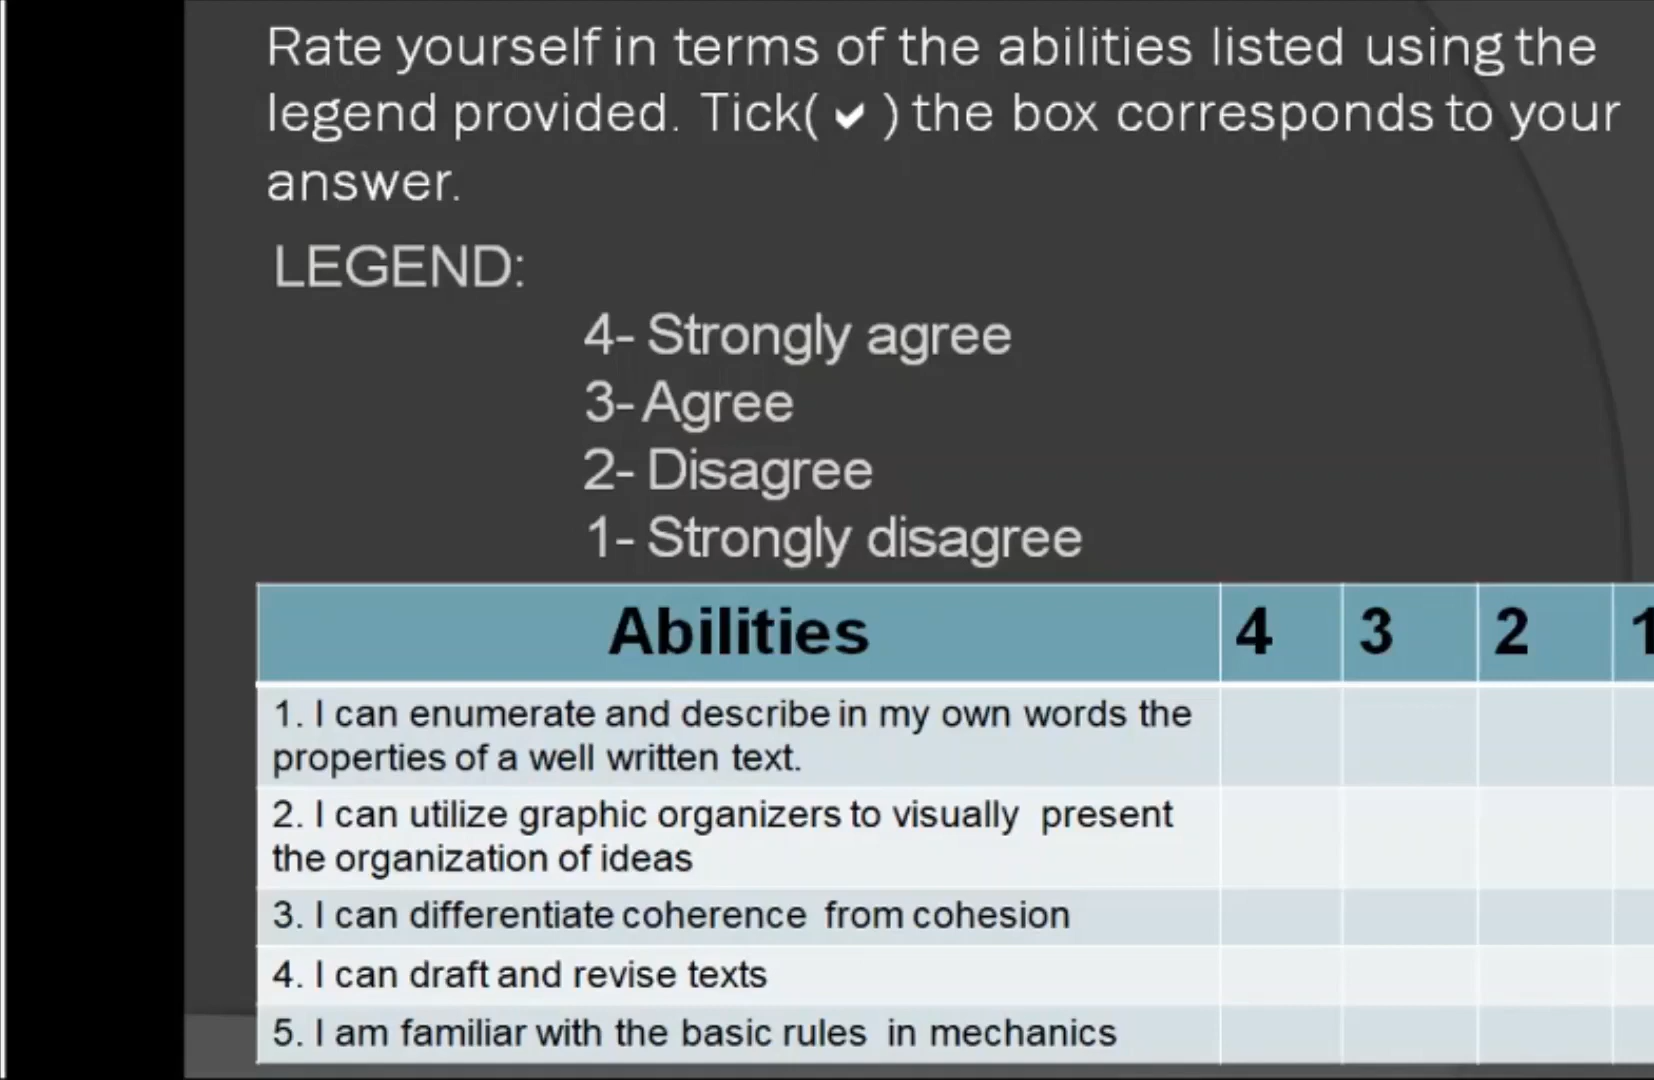 Rate yourself in terms of the abilities listed using the
legend provided. Tick( ✔ ) the box corresponds to your
answer.
LEGEND:
4- Strongly agree
3- Agree
2- Disagree
1- Strongly disagree
Abilities 4 3 2 1
1. I can enumerate and describe in my own words the
properties of a well written text.
2. I can utilize graphic organizers to visually present
the organization of ideas
3. I can differentiate coherence from cohesion
4. I can draft and revise texts
5. I am familiar with the basic rules in mechanics